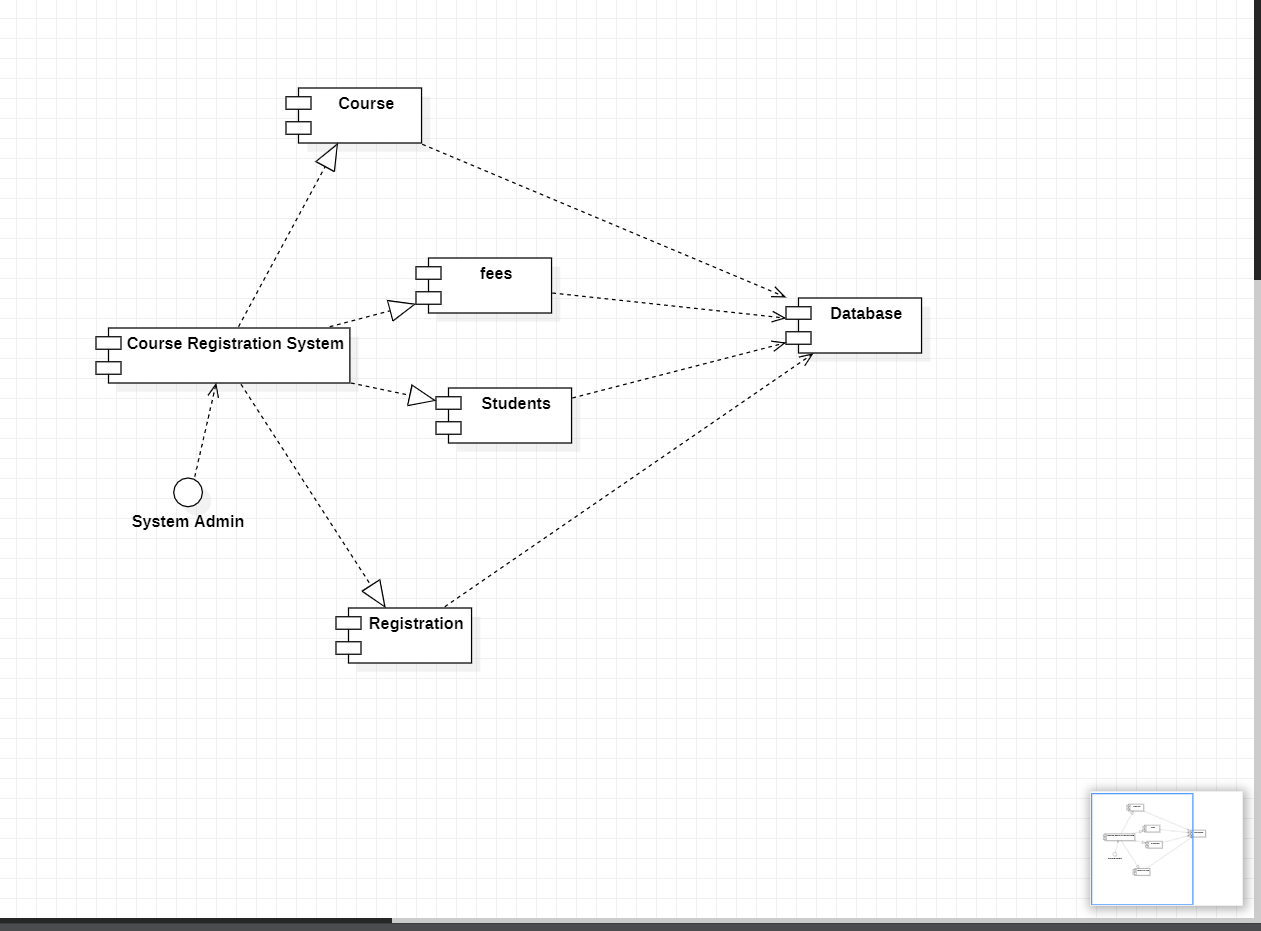 Course
fees
Database
Course Registration System
Students
System Admin
Registration